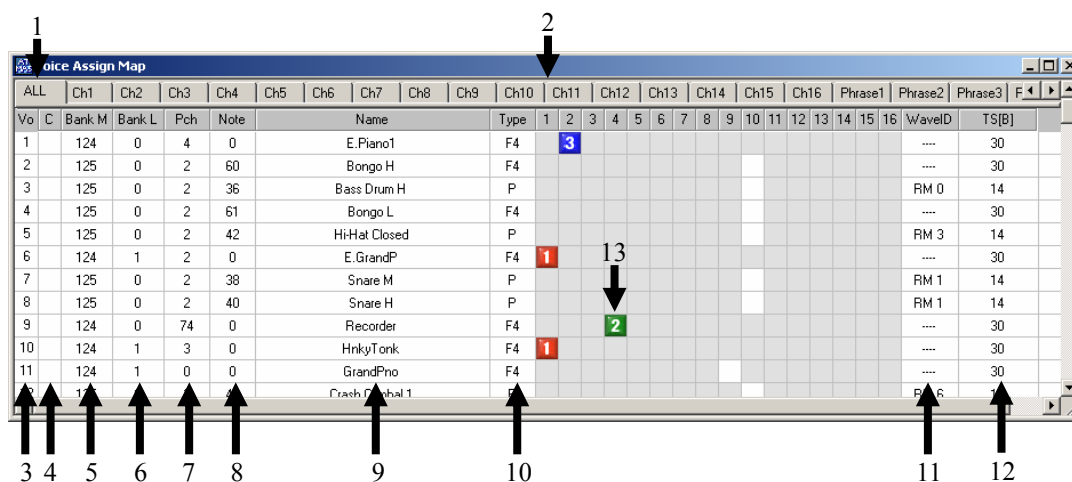 1 2
oice Assign Map
ALL Ch1 Ch2 Ch3 Ch4 Ch5 Ch6 Ch7 Ch8 Ch9 Ch10 Ch11 Ch12 Ch13 Ch14 Ch15 Ch16 Phrase1 Phrase2 Phrase3
Vo C Bank M Bank L Pch Note Name Type 1 2 3 4 5 6 7 8 9 10 11 12 13 14 15 16 WaveID TS[B]
1 124 0 4 0 E.Piano1 F4 3 ---- 30
2 125 0 2 60 Bongo H F4 ---- 30
3 125 0 2 36 Bass Drum H P RM 0 14
4 125 0 2 61 Bongo L F4 ---- 30
5 125 0 2 42 Hi-Hat Closed P RM 3 14
6 124 1 2 0 E.GrandP F4 1 ---- 30
13
7 125 0 2 38 Snare M P RM 1 14
8 125 0 2 40 Snare H P RM 1 14
9 124 0 74 0 Recorder F4 2 ---- 30
10 124 1 3 0 HnkyTonk F4 1 ---- 30
11 124 1 0 0 GrandPno F4 ---- 30
3 4 5 6 7 8 9 10 11 12